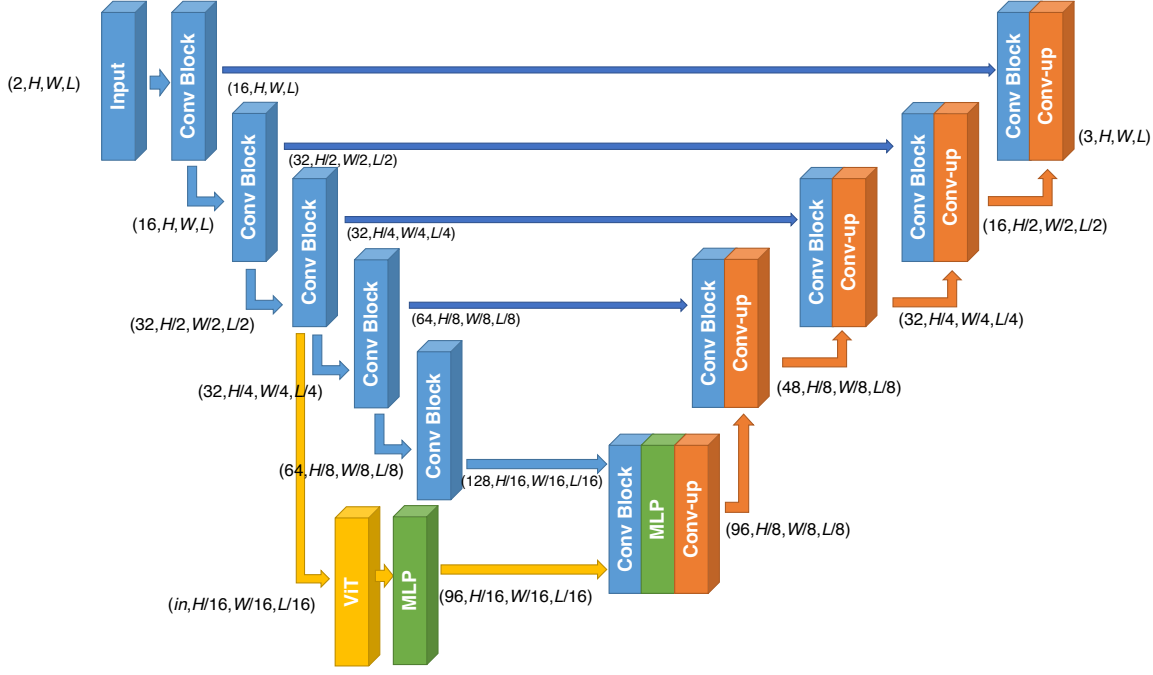 (2,H,W,L)
Input
Conv Block
(16,H,W,L)
Conv Block
Conv-up
(3,H,W,L)
(16,H,W,L)
Conv Block
(32,H/2,W/2,L/2)
Conv Block
Conv-up
(16,H/2,W/2,L/2)
(32,H/2,W/2,L/2)
Conv Block
(32,H/4,W/4,L/4)
Conv Block
Conv-up
(32,H/4,W/4,L/4)
(32,H/4,W/4,L/4)
Conv Block
(64,H/8,W/8,L/8)
Conv Block
Conv-up
(48,H/8,W/8,L/8)
(64,H/8,W/8,L/8)
Conv Block
(128,H/16,W/16,L/16)
Conv Block
MLP
Conv-up
(96,H/8,W/8,L/8)
(in,H/16,W/16,L/16)
ViT
MLP
(96,H/16,W/16,L/16)